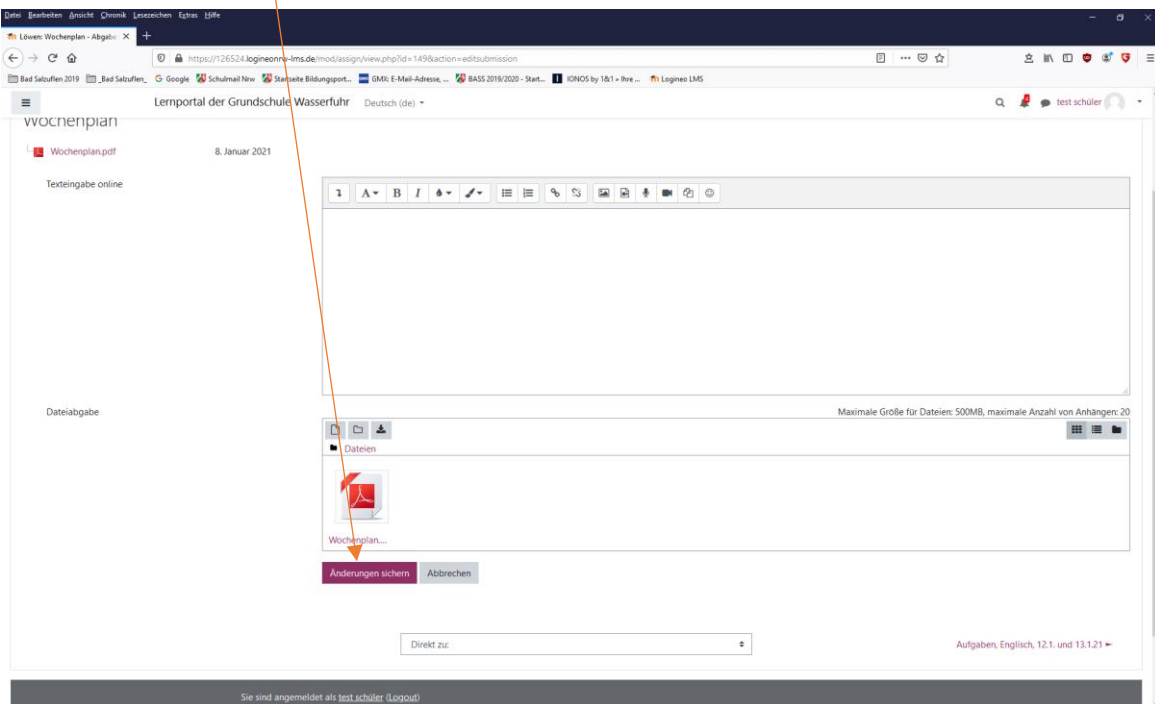 Datei Bearbeiten Ansicht Chronik Lesezeichen Extras Hilfe
Löwen: Wochenplan - Abgabe
https://126524.logineonrw-lms.de/mod/assign/view.php?id=149&action=editsubmission
Bad Salzuflen 2019 _Bad Salzuflen_ Google Schulmail Nrw Startseite Bildungsport... GMX: E-Mail-Adresse, ... BASS 2019/2020 - Start... IONOS by 1&1 » Ihre ... Logineo LMS
Lernportal der Grundschule Wasserfuhr Deutsch (de) test schüler
Wochenplan
Wochenplan.pdf 8. Januar 2021
Texteingabe online
A B I
Dateiabgabe Maximale Größe für Dateien: 500MB, maximale Anzahl von Anhängen: 20
Dateien
Wochenplan....
Änderungen sichern Abbrechen
Direkt zu: Aufgaben, Englisch, 12.1. und 13.1.21 ►
Sie sind angemeldet als test schüler (Logout)